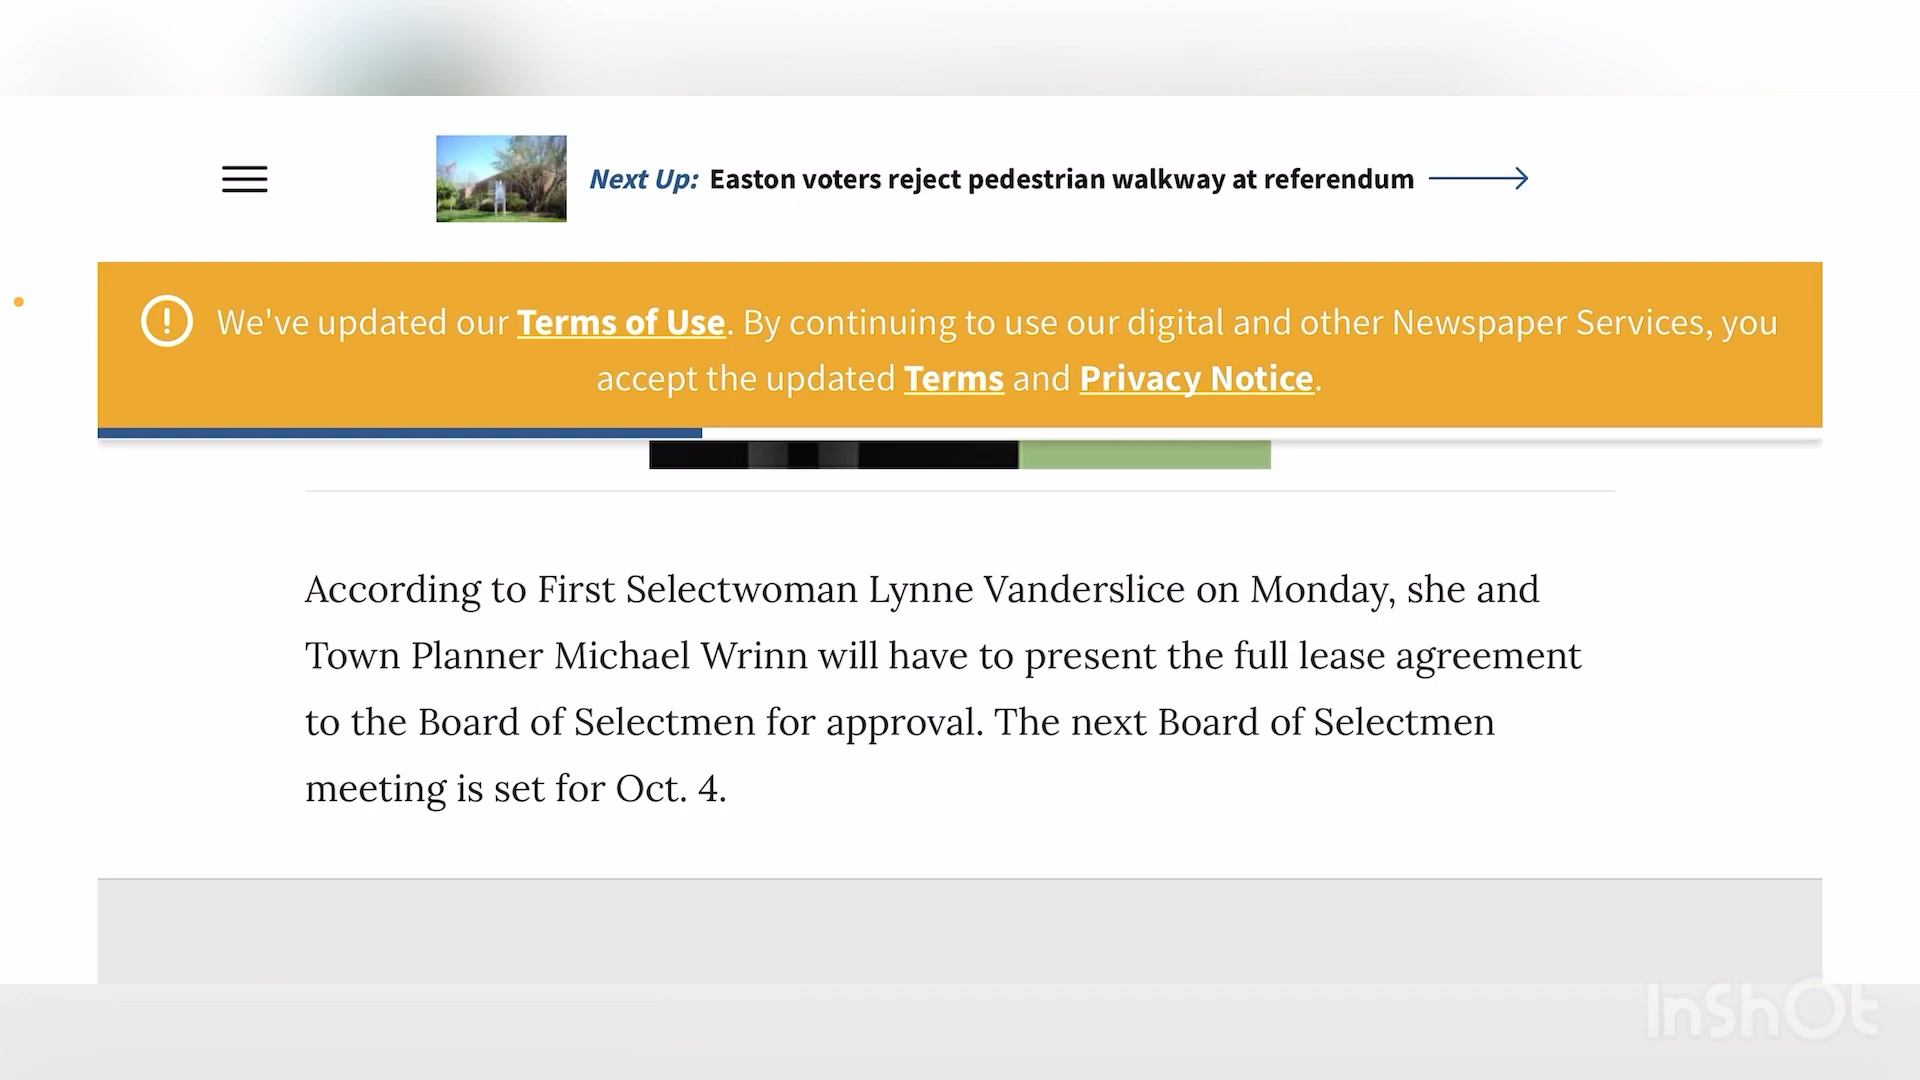 Next Up: Easton voters reject pedestrian walkway at referendum
We've updated our Terms of Use. By continuing to use our digital and other Newspaper Services, you
accept the updated Terms and Privacy Notice.
According to First Selectwoman Lynne Vanderslice on Monday, she and
Town Planner Michael Wrinn will have to present the full lease agreement
to the Board of Selectmen for approval. The next Board of Selectmen
meeting is set for Oct. 4.
InShOt